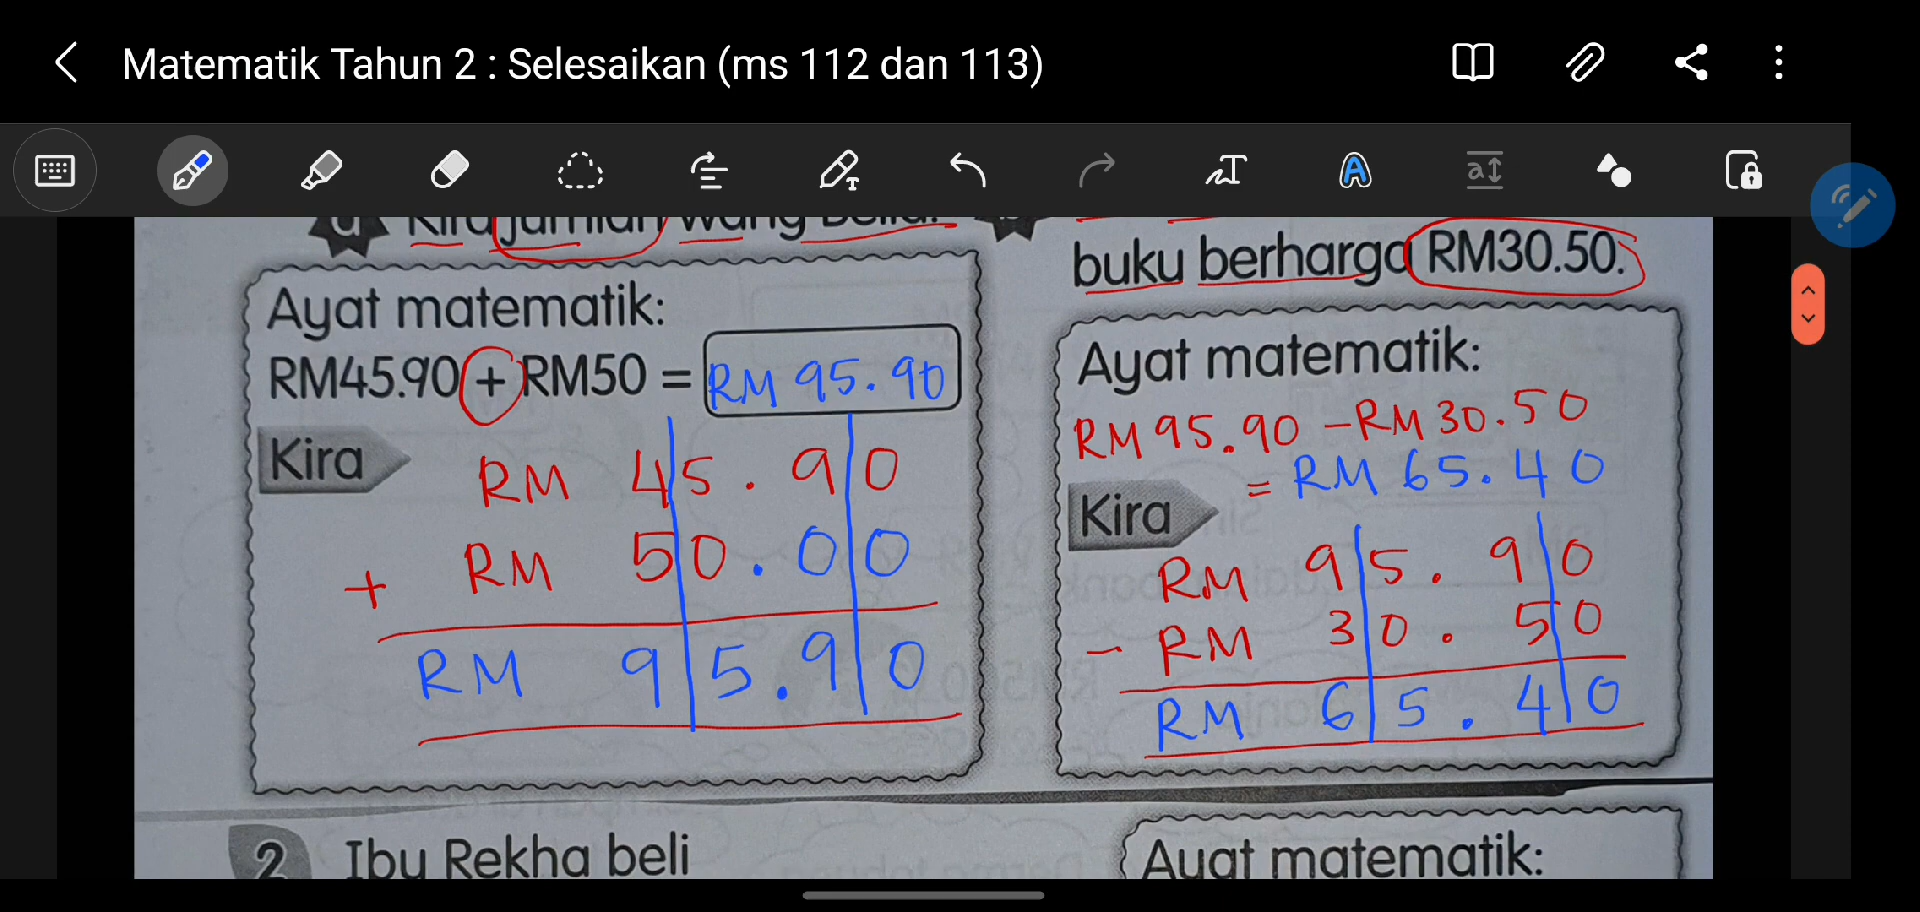 Matematik Tahun 2 : Selesaikan (ms 112 dan 113)
a Kira jumlah wang
buku berharga RM30.50.
Ayat matematik:
RM45.90 + RM50 = RM 95.90
Kira
RM 45.90
+ RM 50.00
RM 95.90
Ayat matematik:
RM 95.90 - RM 30.50
= RM 65.40
Kira
RM 95.90
- RM 30.50
RM 65.40
2 Ibu Rekha beli
Ayat matematik: